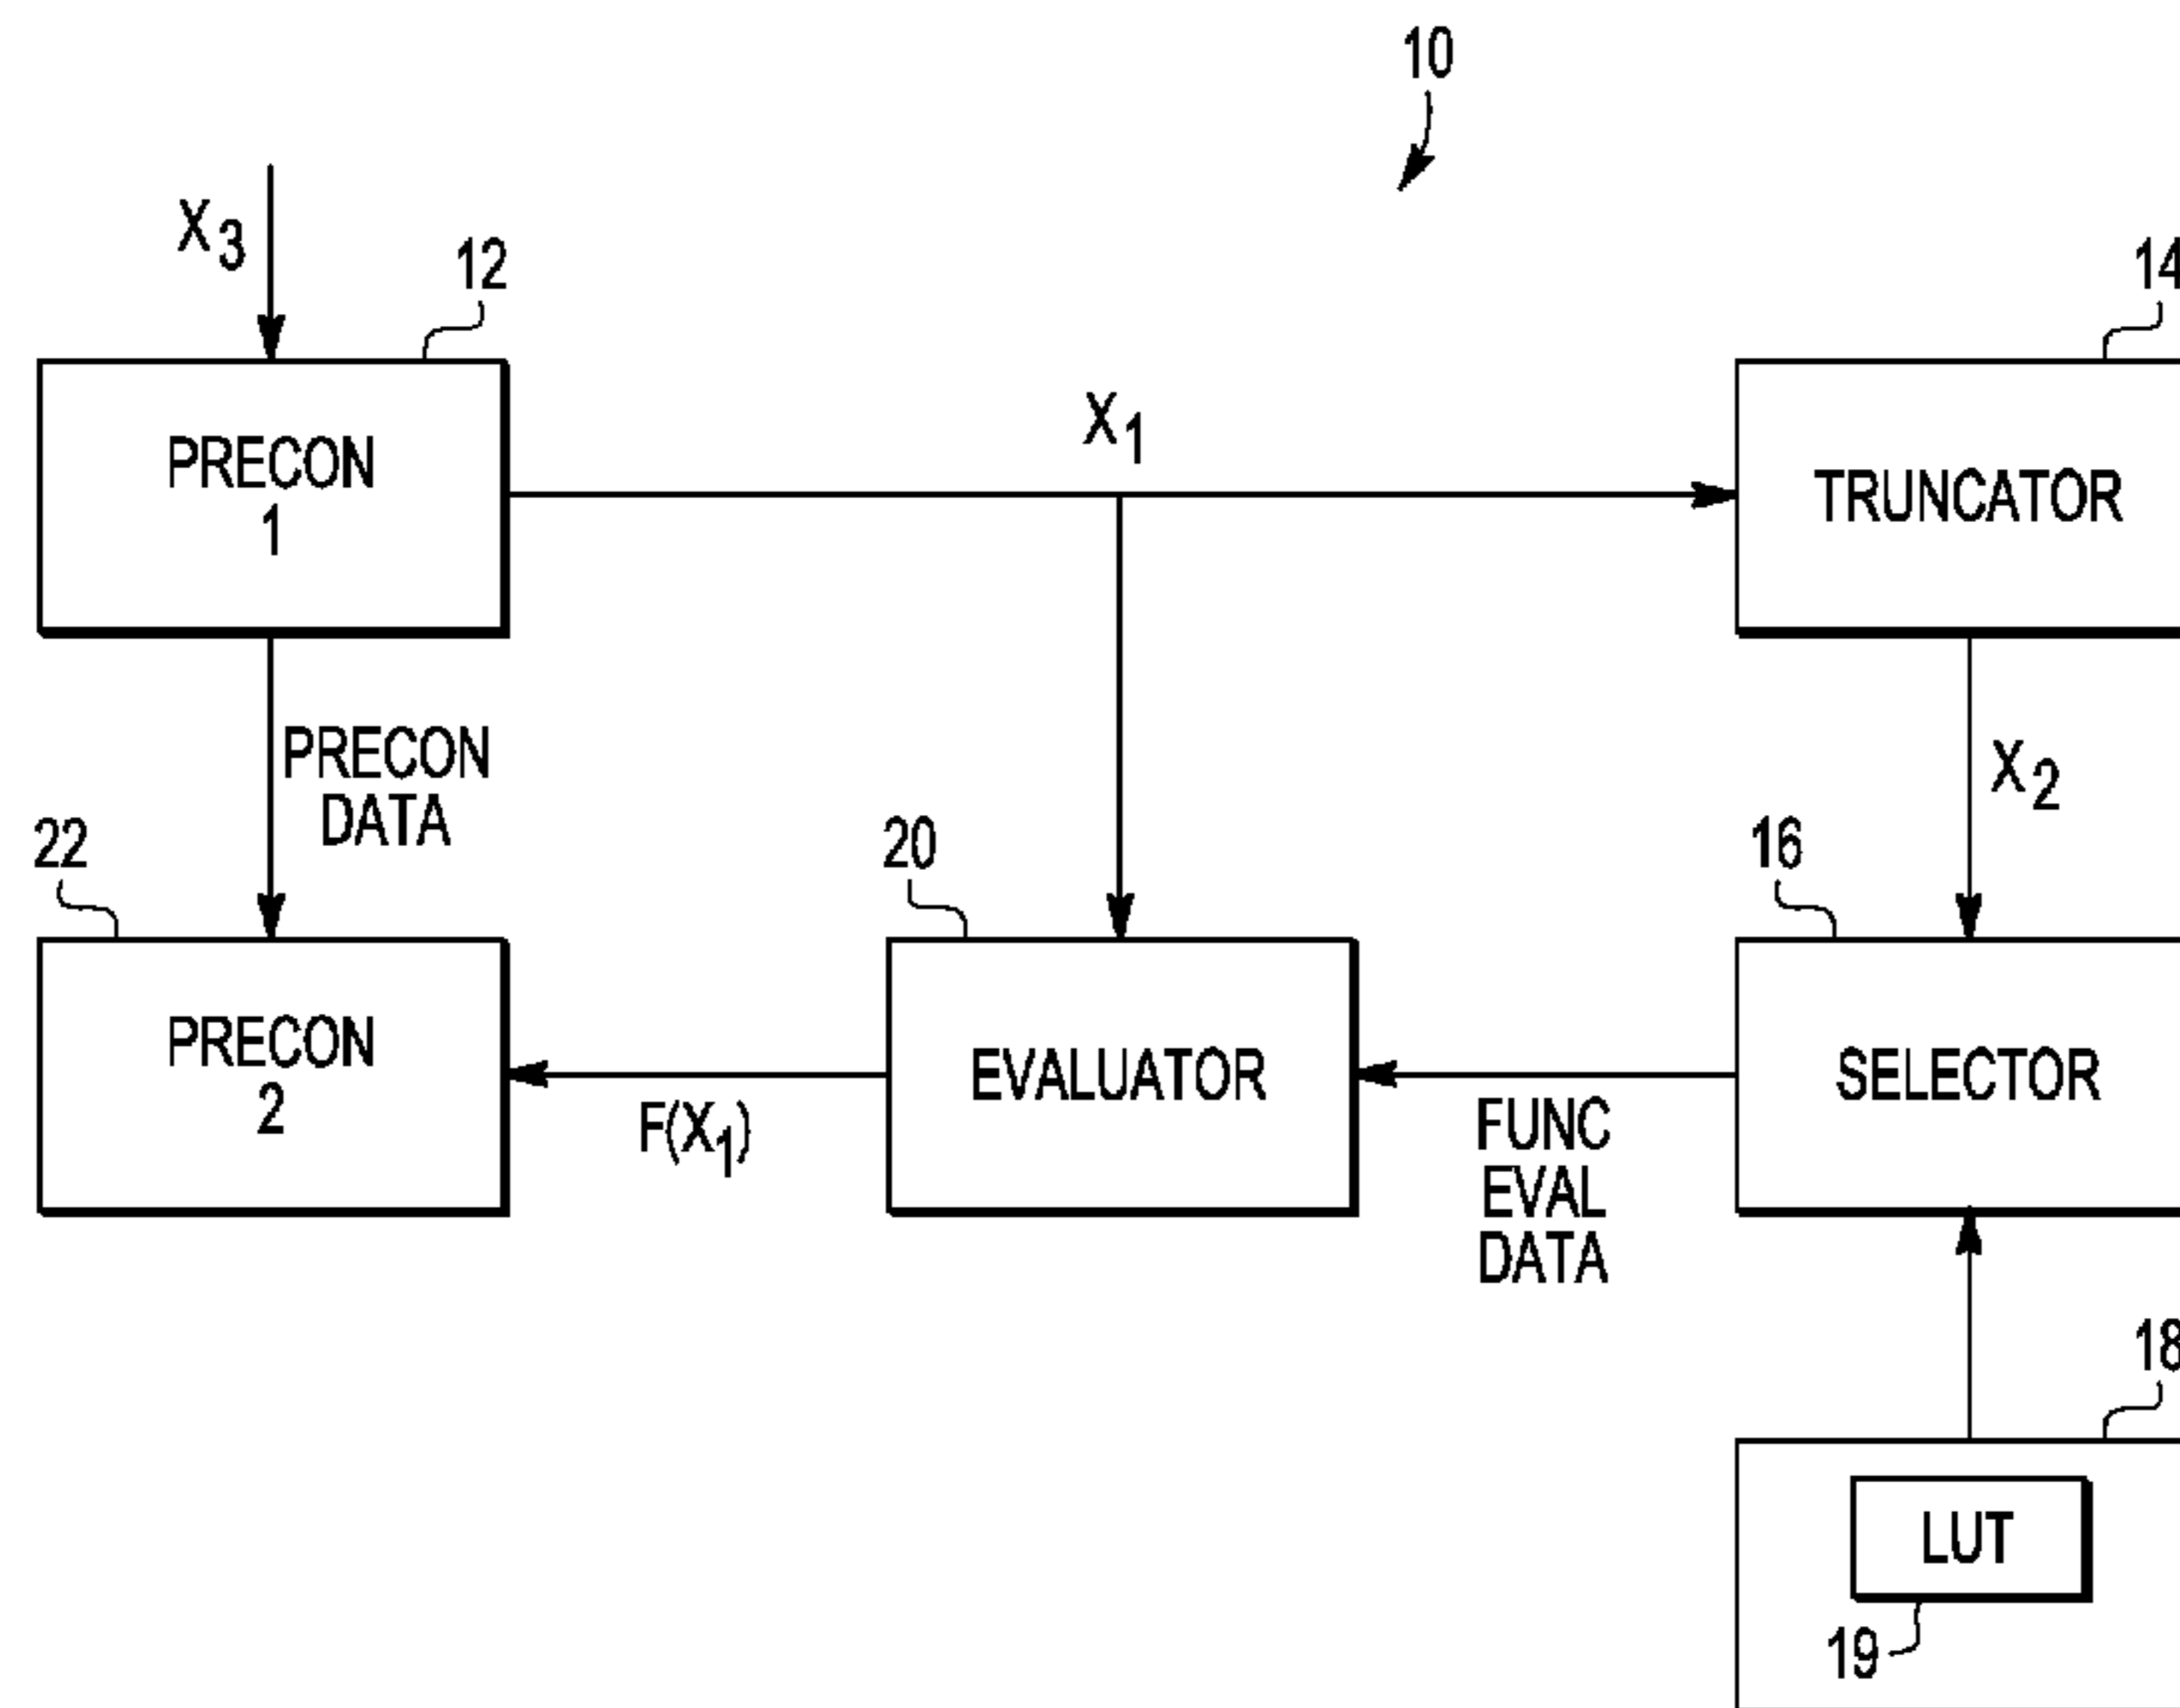 10
X3
12
14
X1
PRECON
1
TRUNCATOR
PRECON
DATA
X2
22
20
16
PRECON
2
EVALUATOR
SELECTOR
F(X1)
FUNC
EVAL
DATA
18
LUT
19